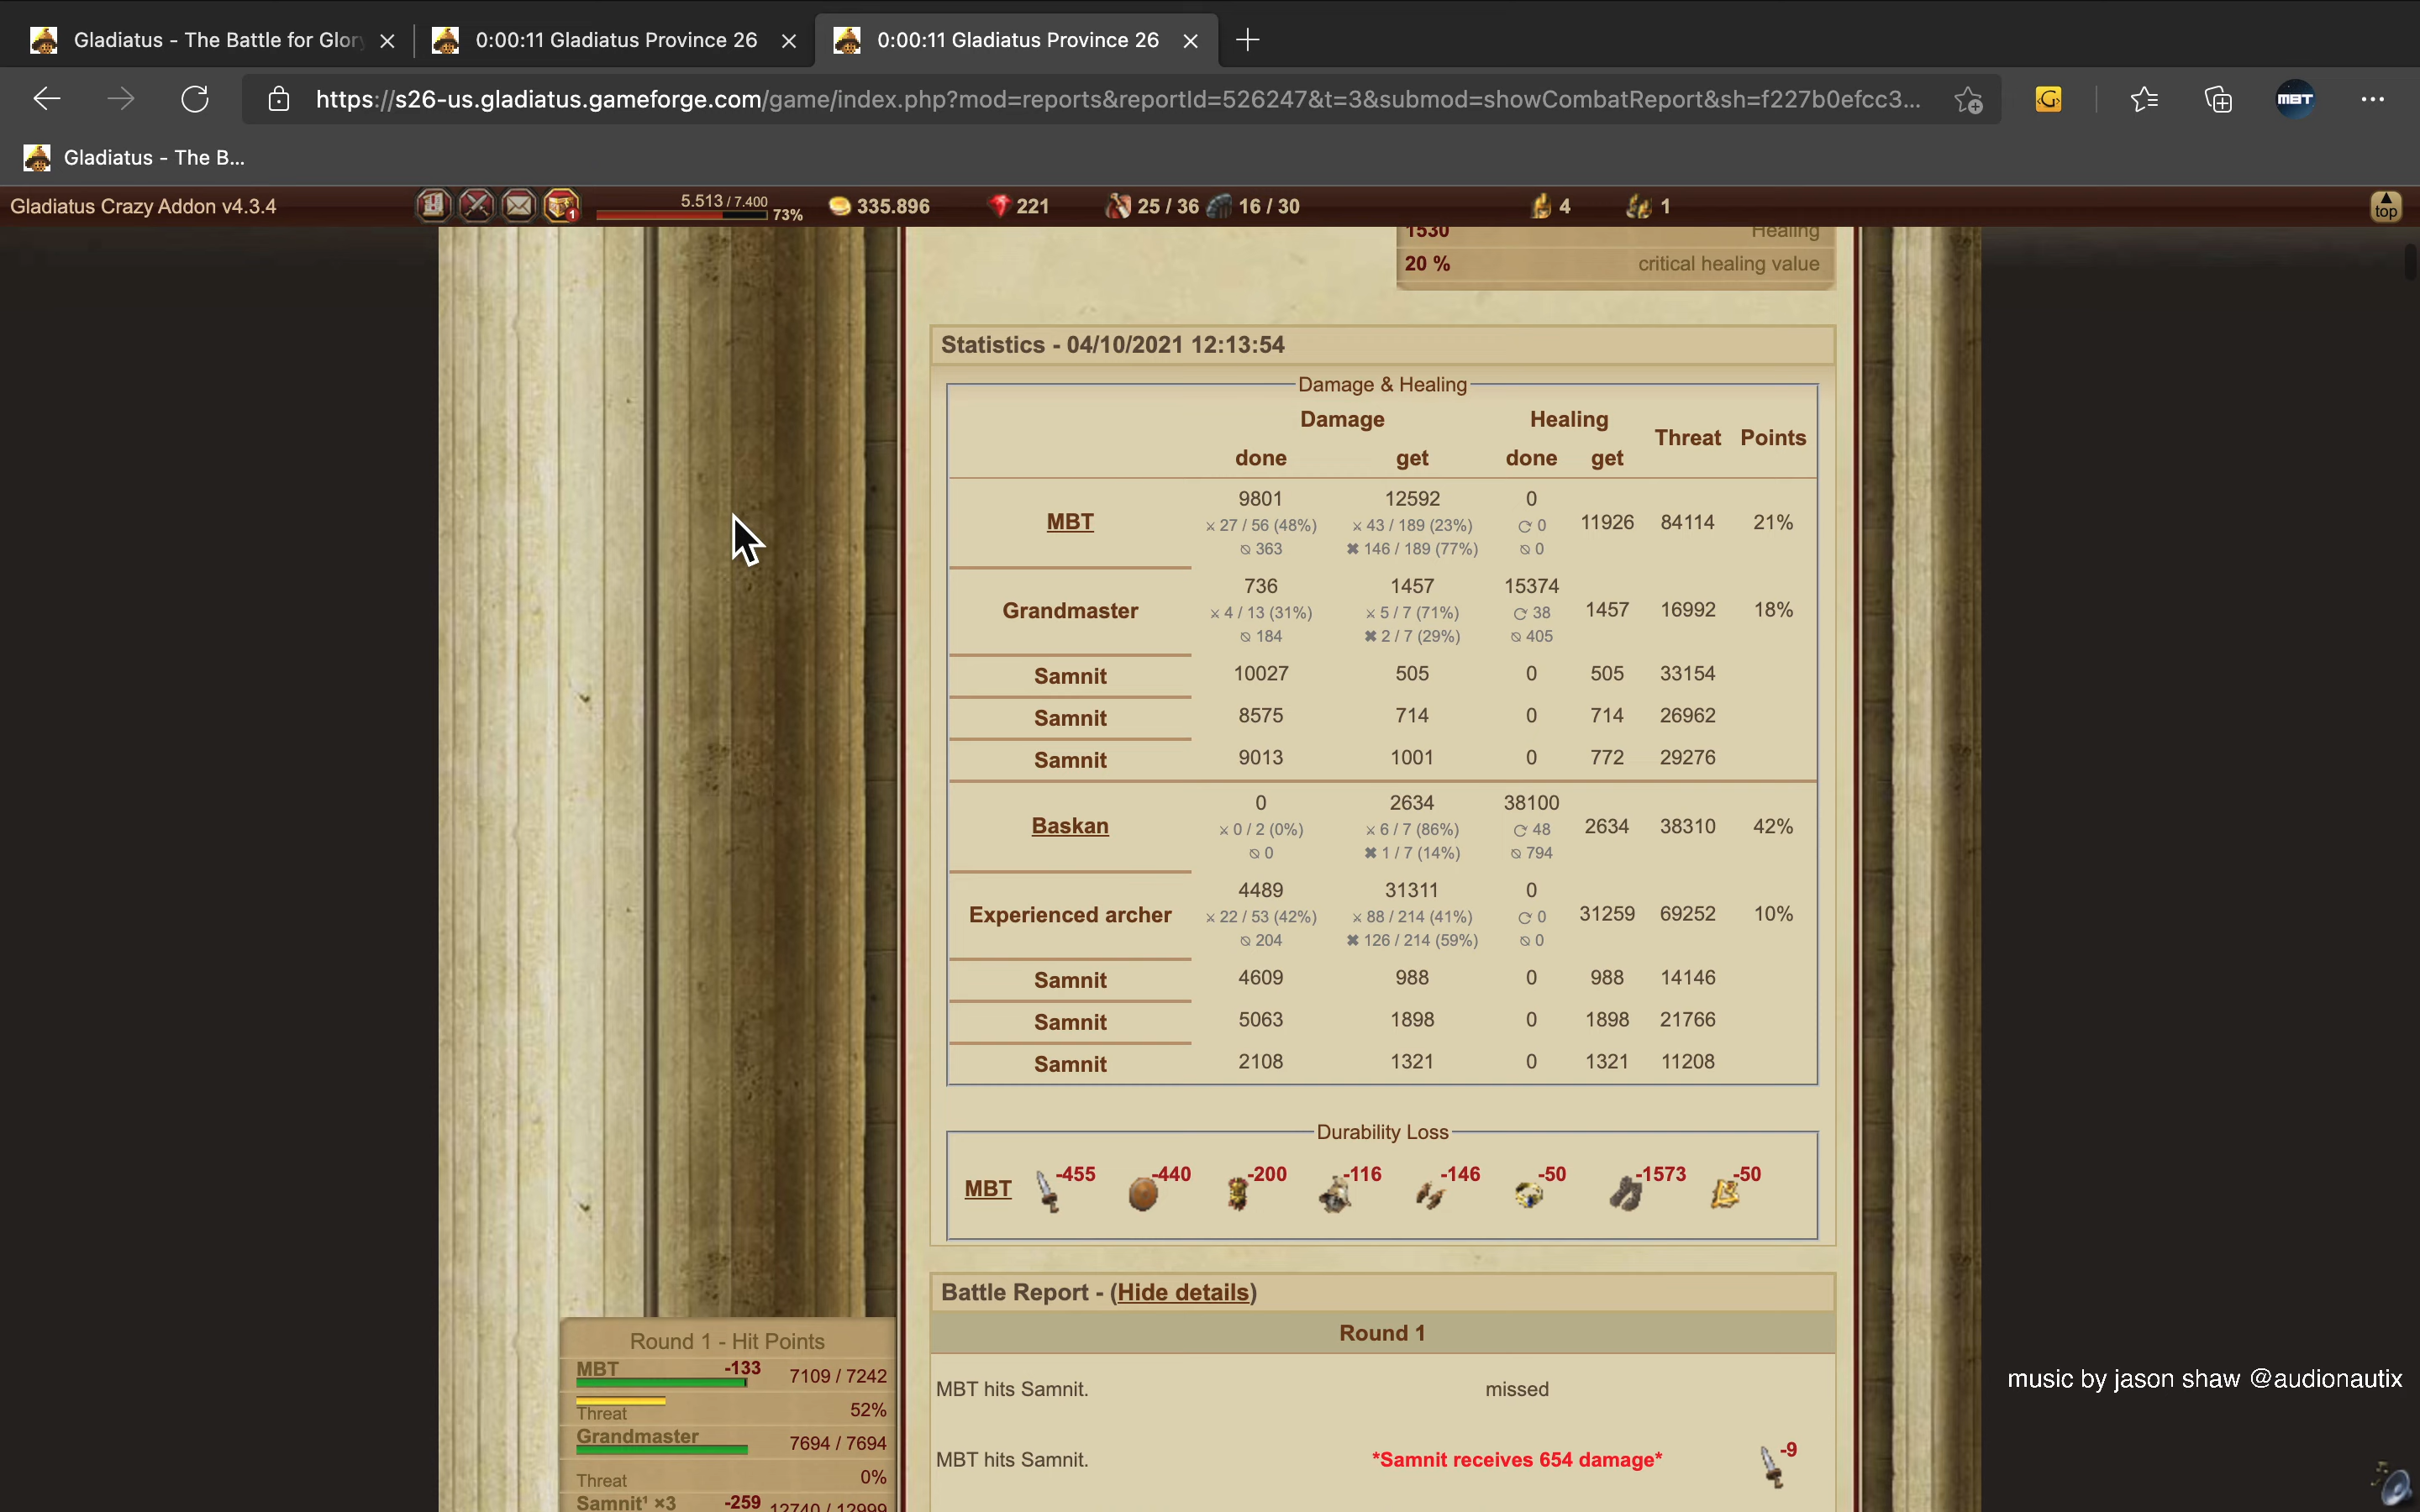 Gladiatus - The Battle for Glory
0:00:11 Gladiatus Province 26
0:00:11 Gladiatus Province 26
https://s26-us.gladiatus.gameforge.com/game/index.php?mod=reports&reportId=526247&t=3&submod=showCombatReport&sh=f227b0efcc3...
MBT
Gladiatus - The B...
Gladiatus Crazy Addon v4.3.4
1
5.513 / 7.400
73%
335.896
221
25 / 36
16 / 30
4
1
top
1530 Healing
20 % critical healing value
Statistics - 04/10/2021 12:13:54
Damage & Healing
Damage Healing
Threat Points
done get done get
9801 12592 0
MBT 11926 84114 21%
27 / 56 (48%) 43 / 189 (23%) 0
363 146 / 189 (77%) 0
736 1457 15374
Grandmaster 1457 16992 18%
4 / 13 (31%) 5 / 7 (71%) 38
184 2 / 7 (29%) 405
Samnit 10027 505 0 505 33154
Samnit 8575 714 0 714 26962
Samnit 9013 1001 0 772 29276
0 2634 38100
Baskan 2634 38310 42%
0 / 2 (0%) 6 / 7 (86%) 48
0 1 / 7 (14%) 794
4489 31311 0
Experienced archer 31259 69252 10%
22 / 53 (42%) 88 / 214 (41%) 0
204 126 / 214 (59%) 0
Samnit 4609 988 0 988 14146
Samnit 5063 1898 0 1898 21766
Samnit 2108 1321 0 1321 11208
Durability Loss
MBT -455 -440 -200 -116 -146 -50 -1573 -50
Battle Report - (Hide details)
Round 1
MBT hits Samnit. missed
MBT hits Samnit. *Samnit receives 654 damage* -9
Round 1 - Hit Points
MBT -133 7109 / 7242
Threat 52%
Grandmaster 7694 / 7694
Threat 0%
Samnit¹ ×3 -259 12740 / 12999
music by jason shaw @audionautix